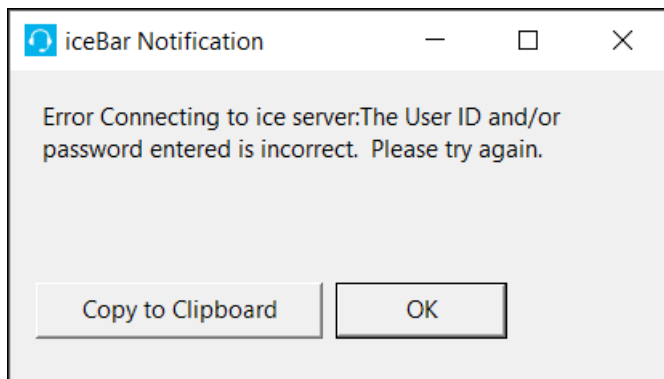 iceBar Notification
Error Connecting to ice server:The User ID and/or
password entered is incorrect.  Please try again.
Copy to Clipboard
OK